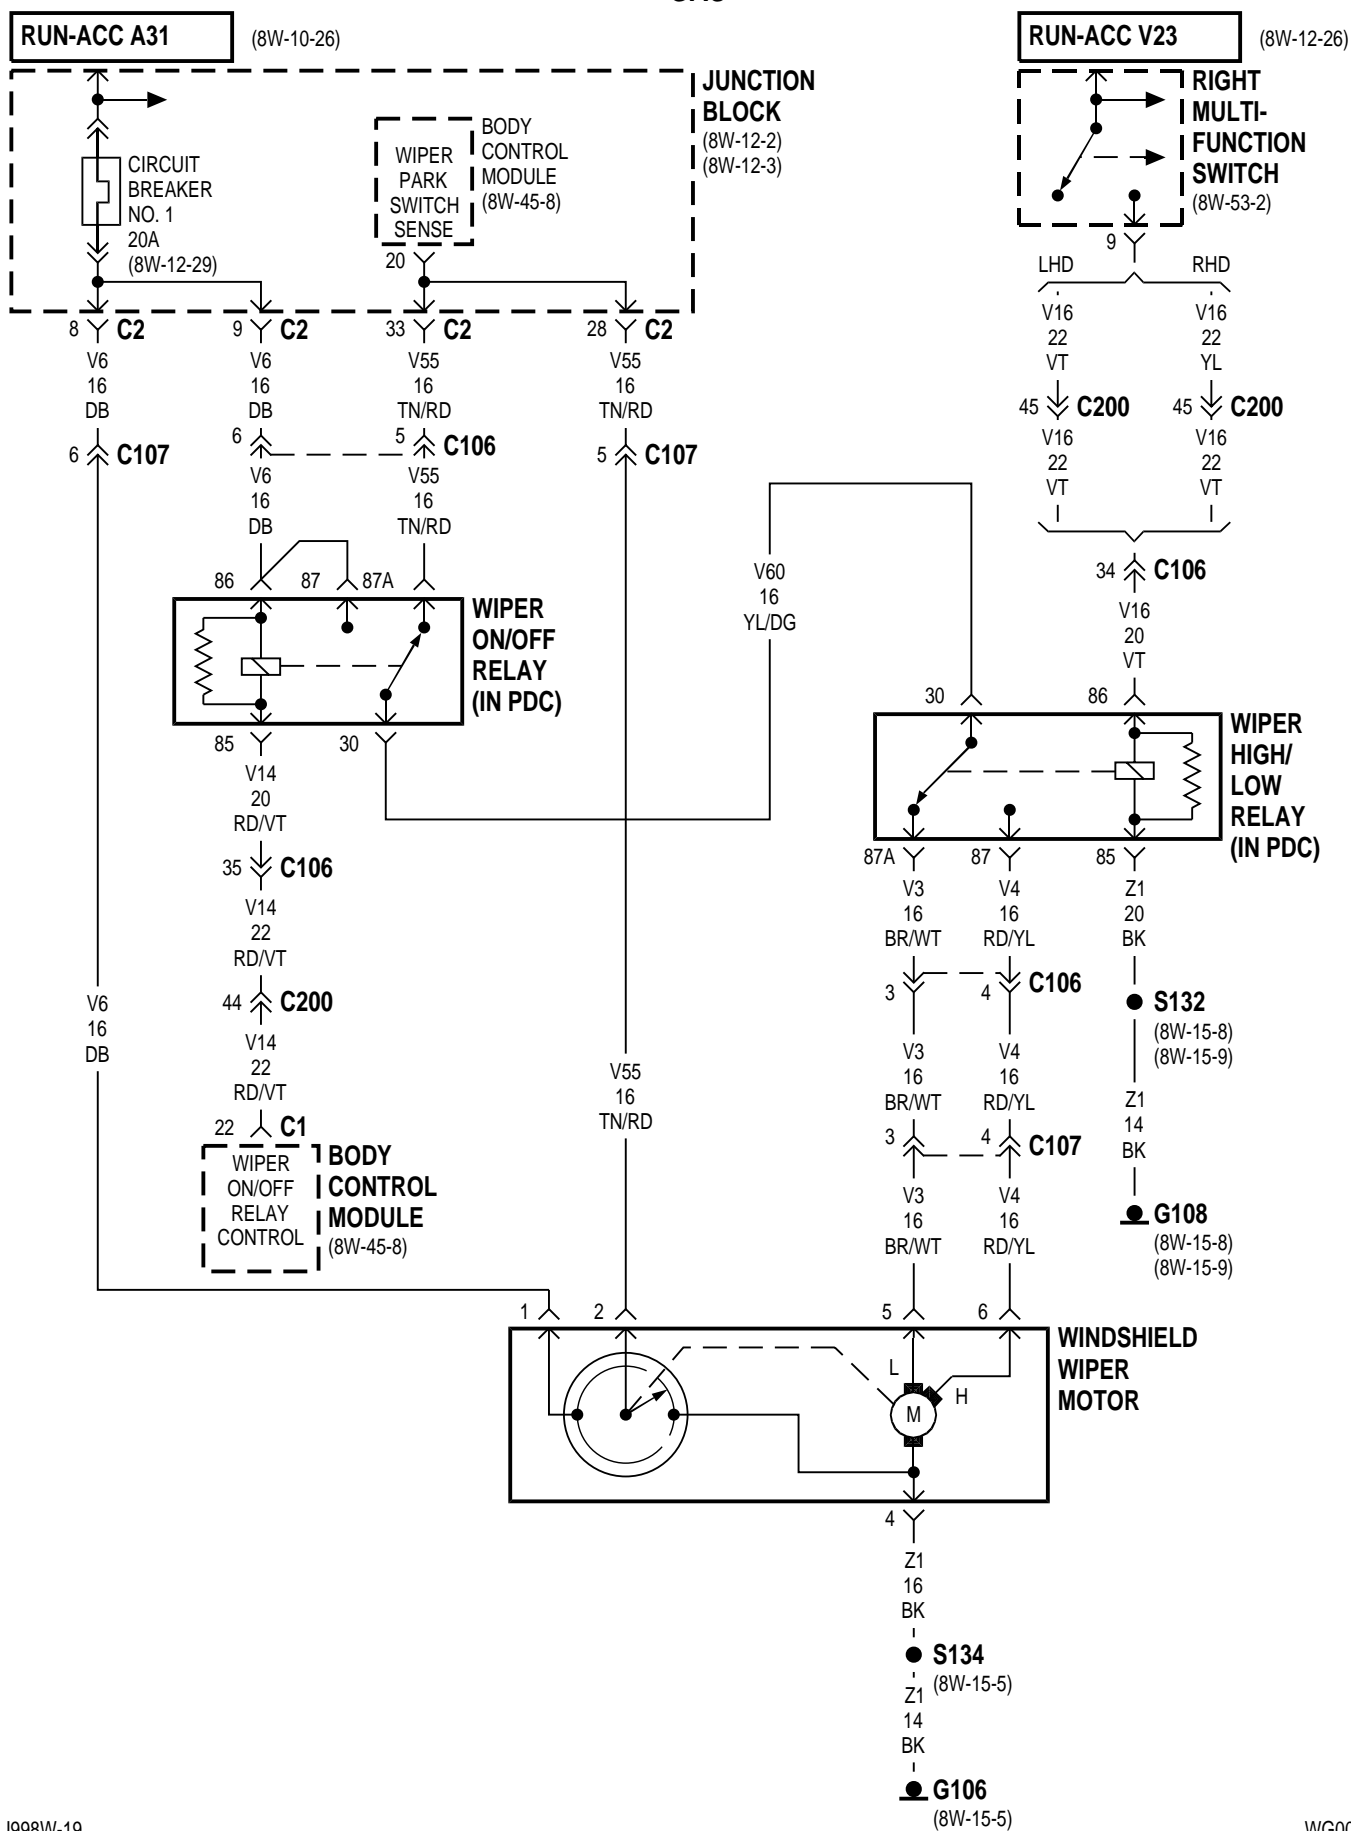 RUN-ACC A31
(8W-10-26)
RUN-ACC V23
(8W-12-26)
JUNCTION
BLOCK
(8W-12-2)
(8W-12-3)
CIRCUIT
BREAKER
NO. 1
20A
(8W-12-29)
WIPER
PARK
SWITCH
SENSE
BODY
CONTROL
MODULE
(8W-45-8)
20
RIGHT
MULTI-
FUNCTION
SWITCH
(8W-53-2)
9
LHD
RHD
8 C2
9 C2
33 C2
28 C2
V6
16
DB
V6
16
DB
V55
16
TN/RD
V55
16
TN/RD
V16
22
VT
V16
22
YL
45 C200
45 C200
V16
22
VT
V16
22
VT
6 C107
6
5 C106
5 C107
V6
16
DB
V55
16
TN/RD
34 C106
V16
20
VT
86
87
87A
WIPER
ON/OFF
RELAY
(IN PDC)
85
30
V60
16
YL/DG
30
86
WIPER
HIGH/
LOW
RELAY
(IN PDC)
87A
87
85
V14
20
RD/VT
35 C106
V14
22
RD/VT
44 C200
V14
22
RD/VT
22 C1
WIPER
ON/OFF
RELAY
CONTROL
BODY
CONTROL
MODULE
(8W-45-8)
V6
16
DB
V55
16
TN/RD
V3
16
BR/WT
V4
16
RD/YL
Z1
20
BK
3
4 C106
S132
(8W-15-8)
(8W-15-9)
V3
16
BR/WT
V4
16
RD/YL
Z1
14
BK
3
4 C107
V3
16
BR/WT
V4
16
RD/YL
G108
(8W-15-8)
(8W-15-9)
1
2
5
6
WINDSHIELD
WIPER
MOTOR
L
H
M
4
Z1
16
BK
S134
(8W-15-5)
Z1
14
BK
G106
(8W-15-5)